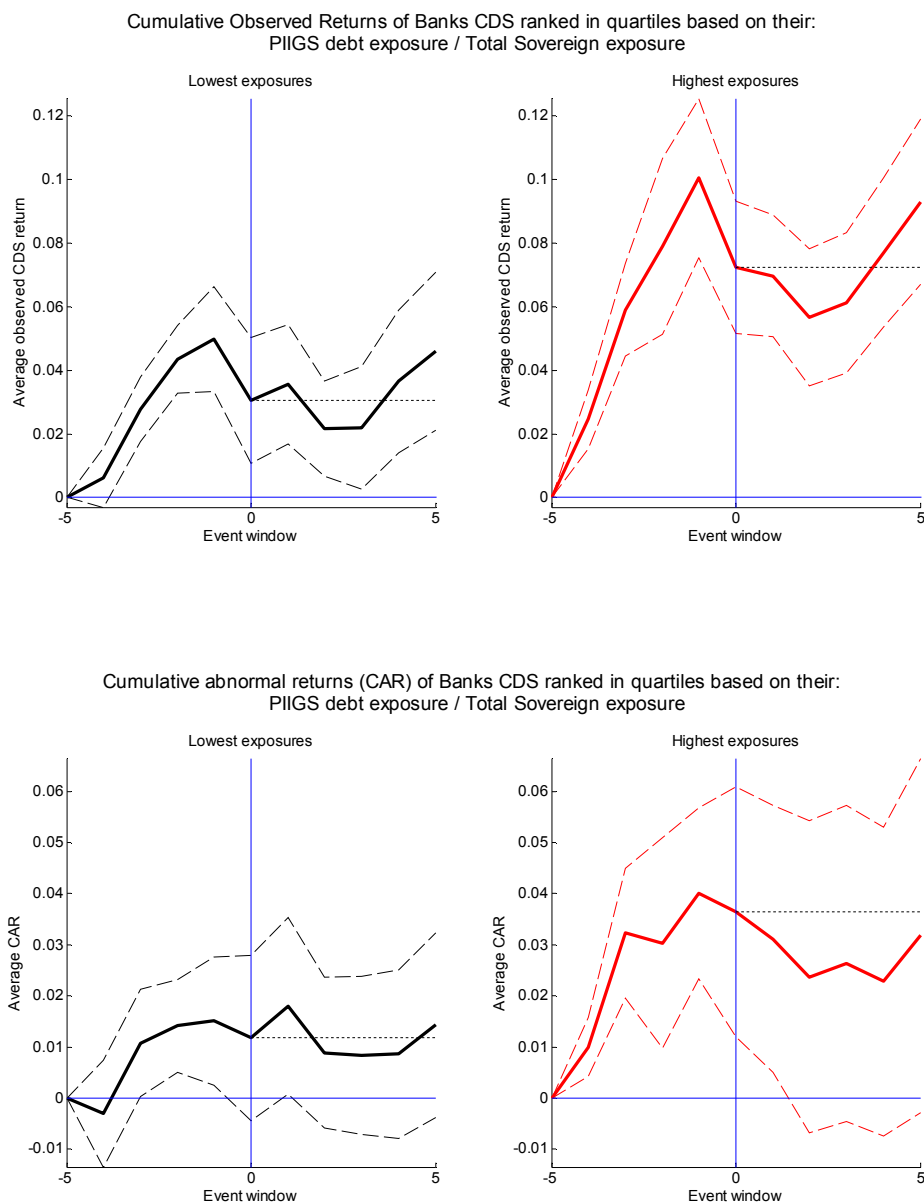 Cumulative Observed Returns of Banks CDS ranked in quartiles based on their:
PIIGS debt exposure / Total Sovereign exposure
Lowest exposures
0.12
0.1
0.08
0.06
0.04
0.02
0
Average observed CDS return
-5
0
5
Event window
Highest exposures
0.12
0.1
0.08
0.06
0.04
0.02
0
Average observed CDS return
-5
0
5
Event window
Cumulative abnormal returns (CAR) of Banks CDS ranked in quartiles based on their:
PIIGS debt exposure / Total Sovereign exposure
Lowest exposures
0.06
0.05
0.04
0.03
0.02
0.01
0
-0.01
Average CAR
-5
0
5
Event window
Highest exposures
0.06
0.05
0.04
0.03
0.02
0.01
0
-0.01
Average CAR
-5
0
5
Event window